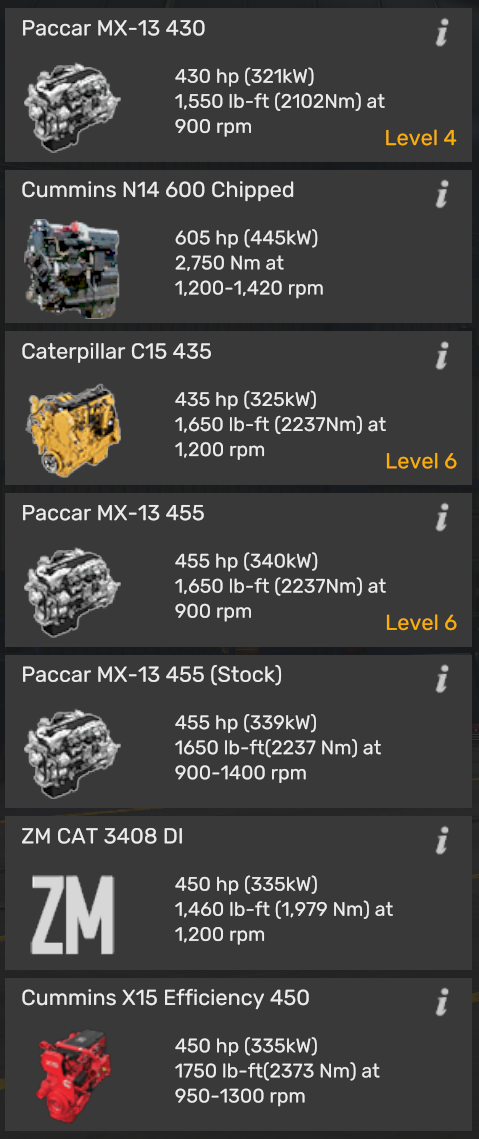 Paccar MX-13 430
i
430 hp (321kW)
1,550 lb-ft (2102Nm) at
900 rpm
Level 4
Cummins N14 600 Chipped
i
605 hp (445kW)
2,750 Nm at
1,200-1,420 rpm
Caterpillar C15 435
i
435 hp (325kW)
1,650 lb-ft (2237Nm) at
1,200 rpm
Level 6
Paccar MX-13 455
i
455 hp (340kW)
1,650 lb-ft (2237Nm) at
900 rpm
Level 6
Paccar MX-13 455 (Stock)
i
455 hp (339kW)
1650 lb-ft(2237 Nm) at
900-1400 rpm
ZM CAT 3408 DI
i
ZM
450 hp (335kW)
1,460 lb-ft (1,979 Nm) at
1,200 rpm
Cummins X15 Efficiency 450
i
450 hp (335kW)
1750 lb-ft(2373 Nm) at
950-1300 rpm